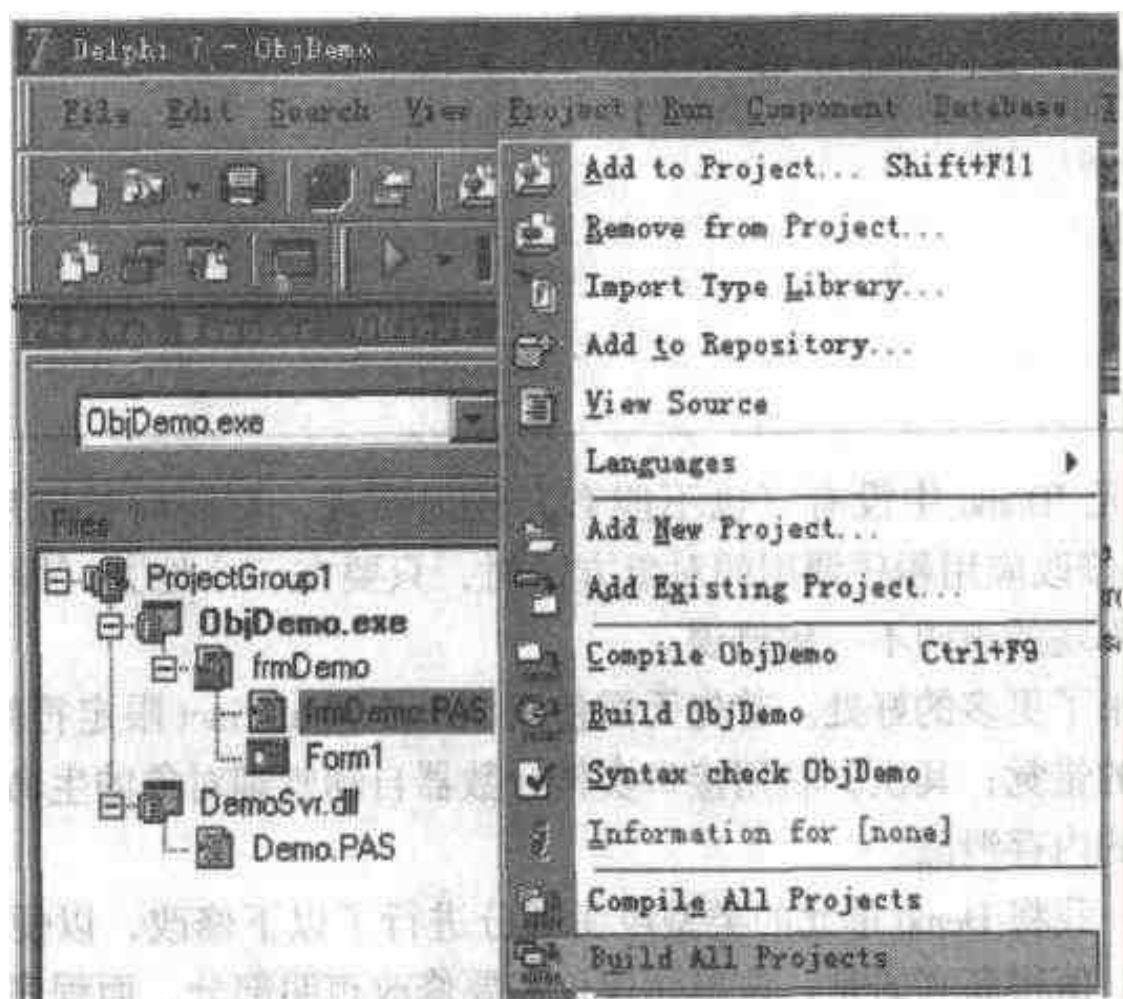 Delphi 7 - ObjDemo
File Edit Search View Project Run Component Database
Add to Project... Shift+F11
Remove from Project...
Import Type Library...
Add to Repository...
View Source
Languages
Add New Project...
Add Existing Project...
Compile ObjDemo Ctrl+F9
Build ObjDemo
Syntax check ObjDemo
Information for [none]
Compile All Projects
Build All Projects
ObjDemo.exe
Files
ProjectGroup1
ObjDemo.exe
frmDemo
frmDemo.PAS
Form1
DemoSvr.dll
Demo.PAS